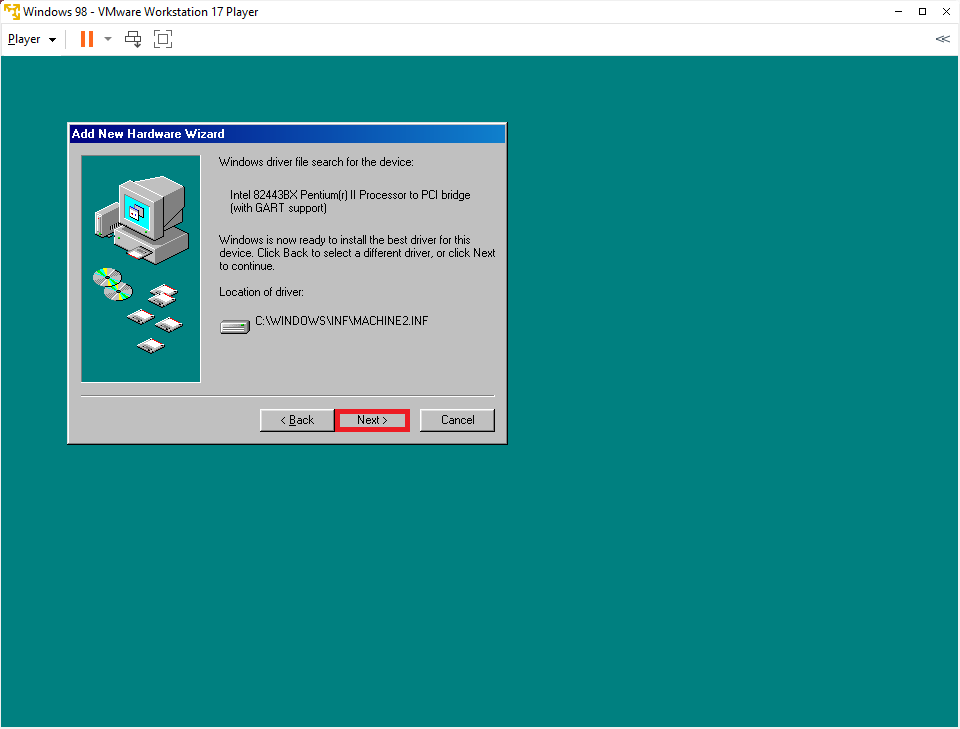 Windows 98 - VMware Workstation 17 Player
Player
Add New Hardware Wizard
Windows driver file search for the device:
Intel 82443BX Pentium(r) II Processor to PCI bridge
(with GART support)
Windows is now ready to install the best driver for this
device. Click Back to select a different driver, or click Next
to continue.
Location of driver:
C:\WINDOWS\INF\MACHINE2.INF
< Back
Next >
Cancel